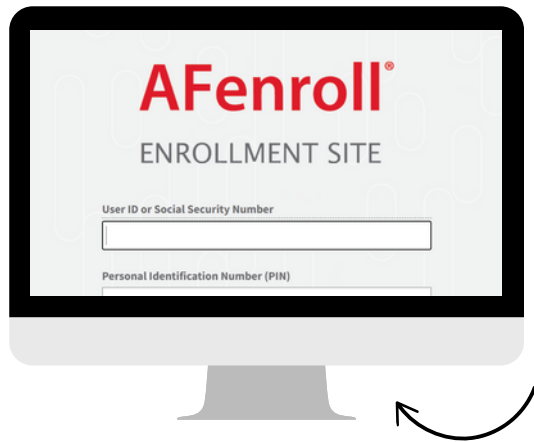 AFenroll®
ENROLLMENT SITE
User ID or Social Security Number
Personal Identification Number (PIN)